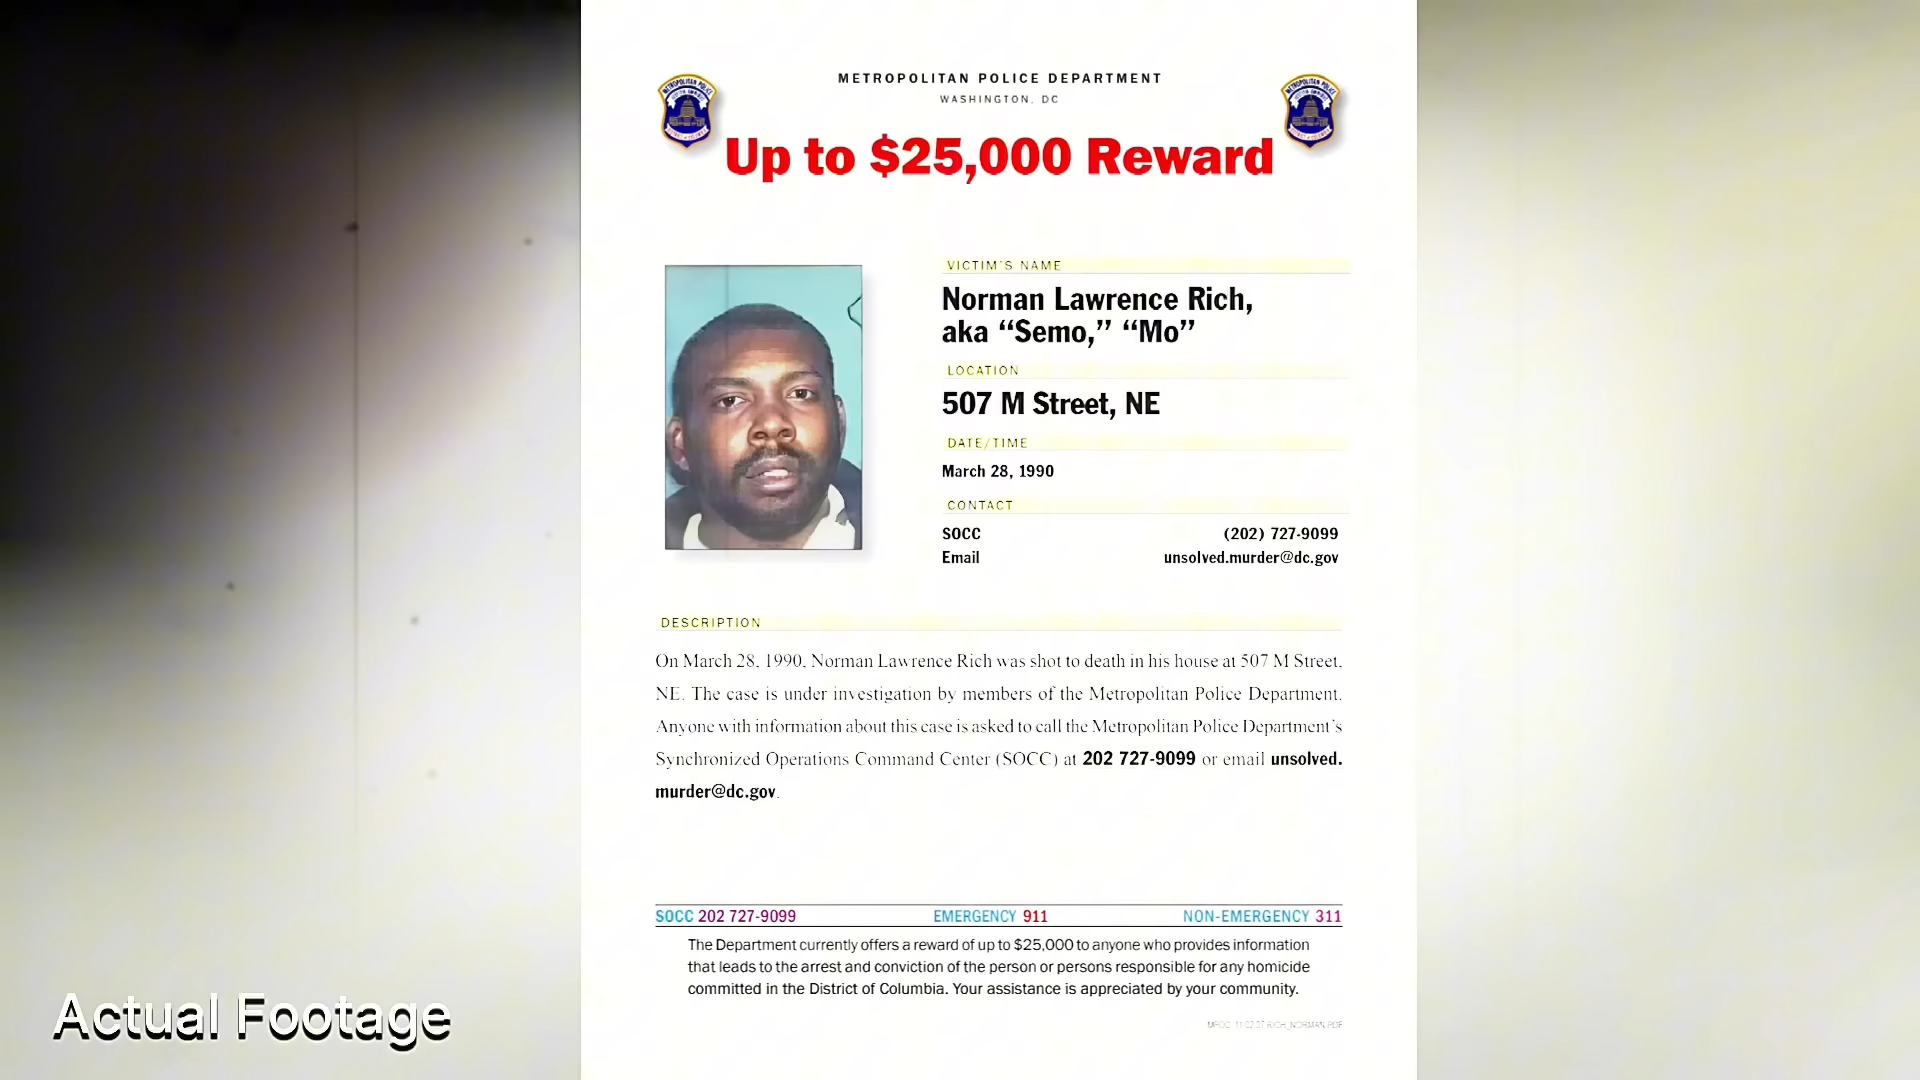 METROPOLITAN POLICE DEPARTMENT
WASHINGTON, DC
Up to $25,000 Reward
VICTIM'S NAME
Norman Lawrence Rich,
aka “Semo,” “Mo”
LOCATION
507 M Street, NE
DATE/TIME
March 28, 1990
CONTACT
SOCC (202) 727-9099
Email unsolved.murder@dc.gov
DESCRIPTION
On March 28, 1990, Norman Lawrence Rich was shot to death in his house at 507 M Street,
NE. The case is under investigation by members of the Metropolitan Police Department.
Anyone with information about this case is asked to call the Metropolitan Police Department's
Synchronized Operations Command Center (SOCC) at 202 727-9099 or email unsolved.
murder@dc.gov.
SOCC 202 727-9099 EMERGENCY 911 NON-EMERGENCY 311
The Department currently offers a reward of up to $25,000 to anyone who provides information
that leads to the arrest and conviction of the person or persons responsible for any homicide
committed in the District of Columbia. Your assistance is appreciated by your community.
Actual Footage